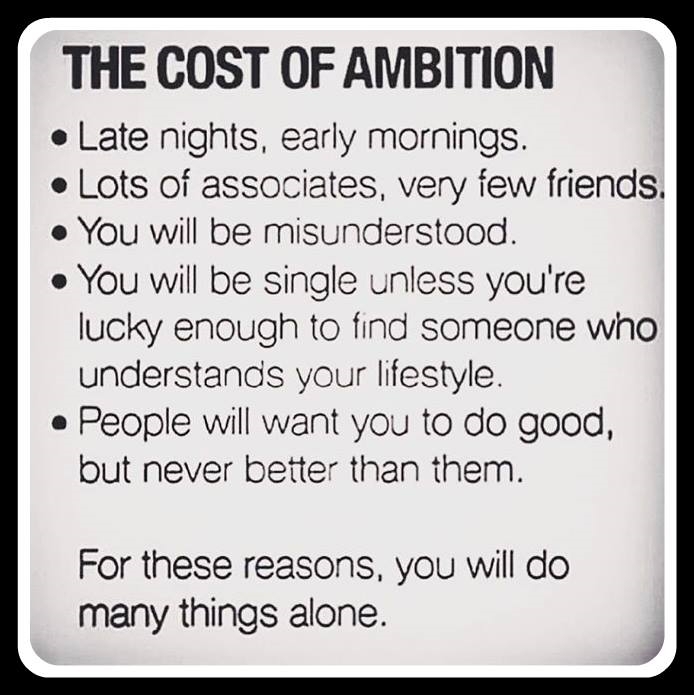 THE COST OF AMBITION
• Late nights, early mornings.
• Lots of associates, very few friends.
• You will be misunderstood.
• You will be single unless you're
lucky enough to find someone who
understands your lifestyle.
• People will want you to do good,
but never better than them.
For these reasons, you will do
many things alone.